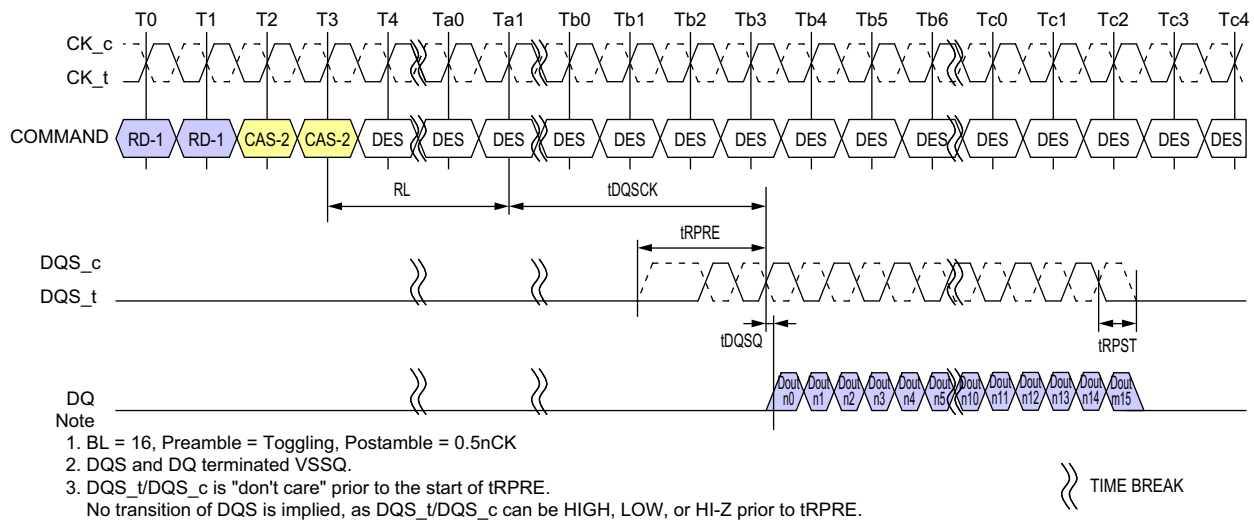 T0 T1 T2 T3 T4 Ta0 Ta1 Tb0 Tb1 Tb2 Tb3 Tb4 Tb5 Tb6 Tc0 Tc1 Tc2 Tc3 Tc4
CK_c
CK_t
COMMAND RD-1 RD-1 CAS-2 CAS-2 DES DES DES DES DES DES DES DES DES DES DES DES DES DES DES
RL tDQSCK
tRPRE
DQS_c
DQS_t
tDQSQ tRPST
DQ Dout n0 Dout n1 Dout n2 Dout n3 Dout n4 Dout n5 Dout n10 Dout n11 Dout n12 Dout n13 Dout n14 Dout m15
Note
1. BL = 16, Preamble = Toggling, Postamble = 0.5nCK
2. DQS and DQ terminated VSSQ.
3. DQS_t/DQS_c is "don't care" prior to the start of tRPRE.
No transition of DQS is implied, as DQS_t/DQS_c can be HIGH, LOW, or HI-Z prior to tRPRE.
TIME BREAK